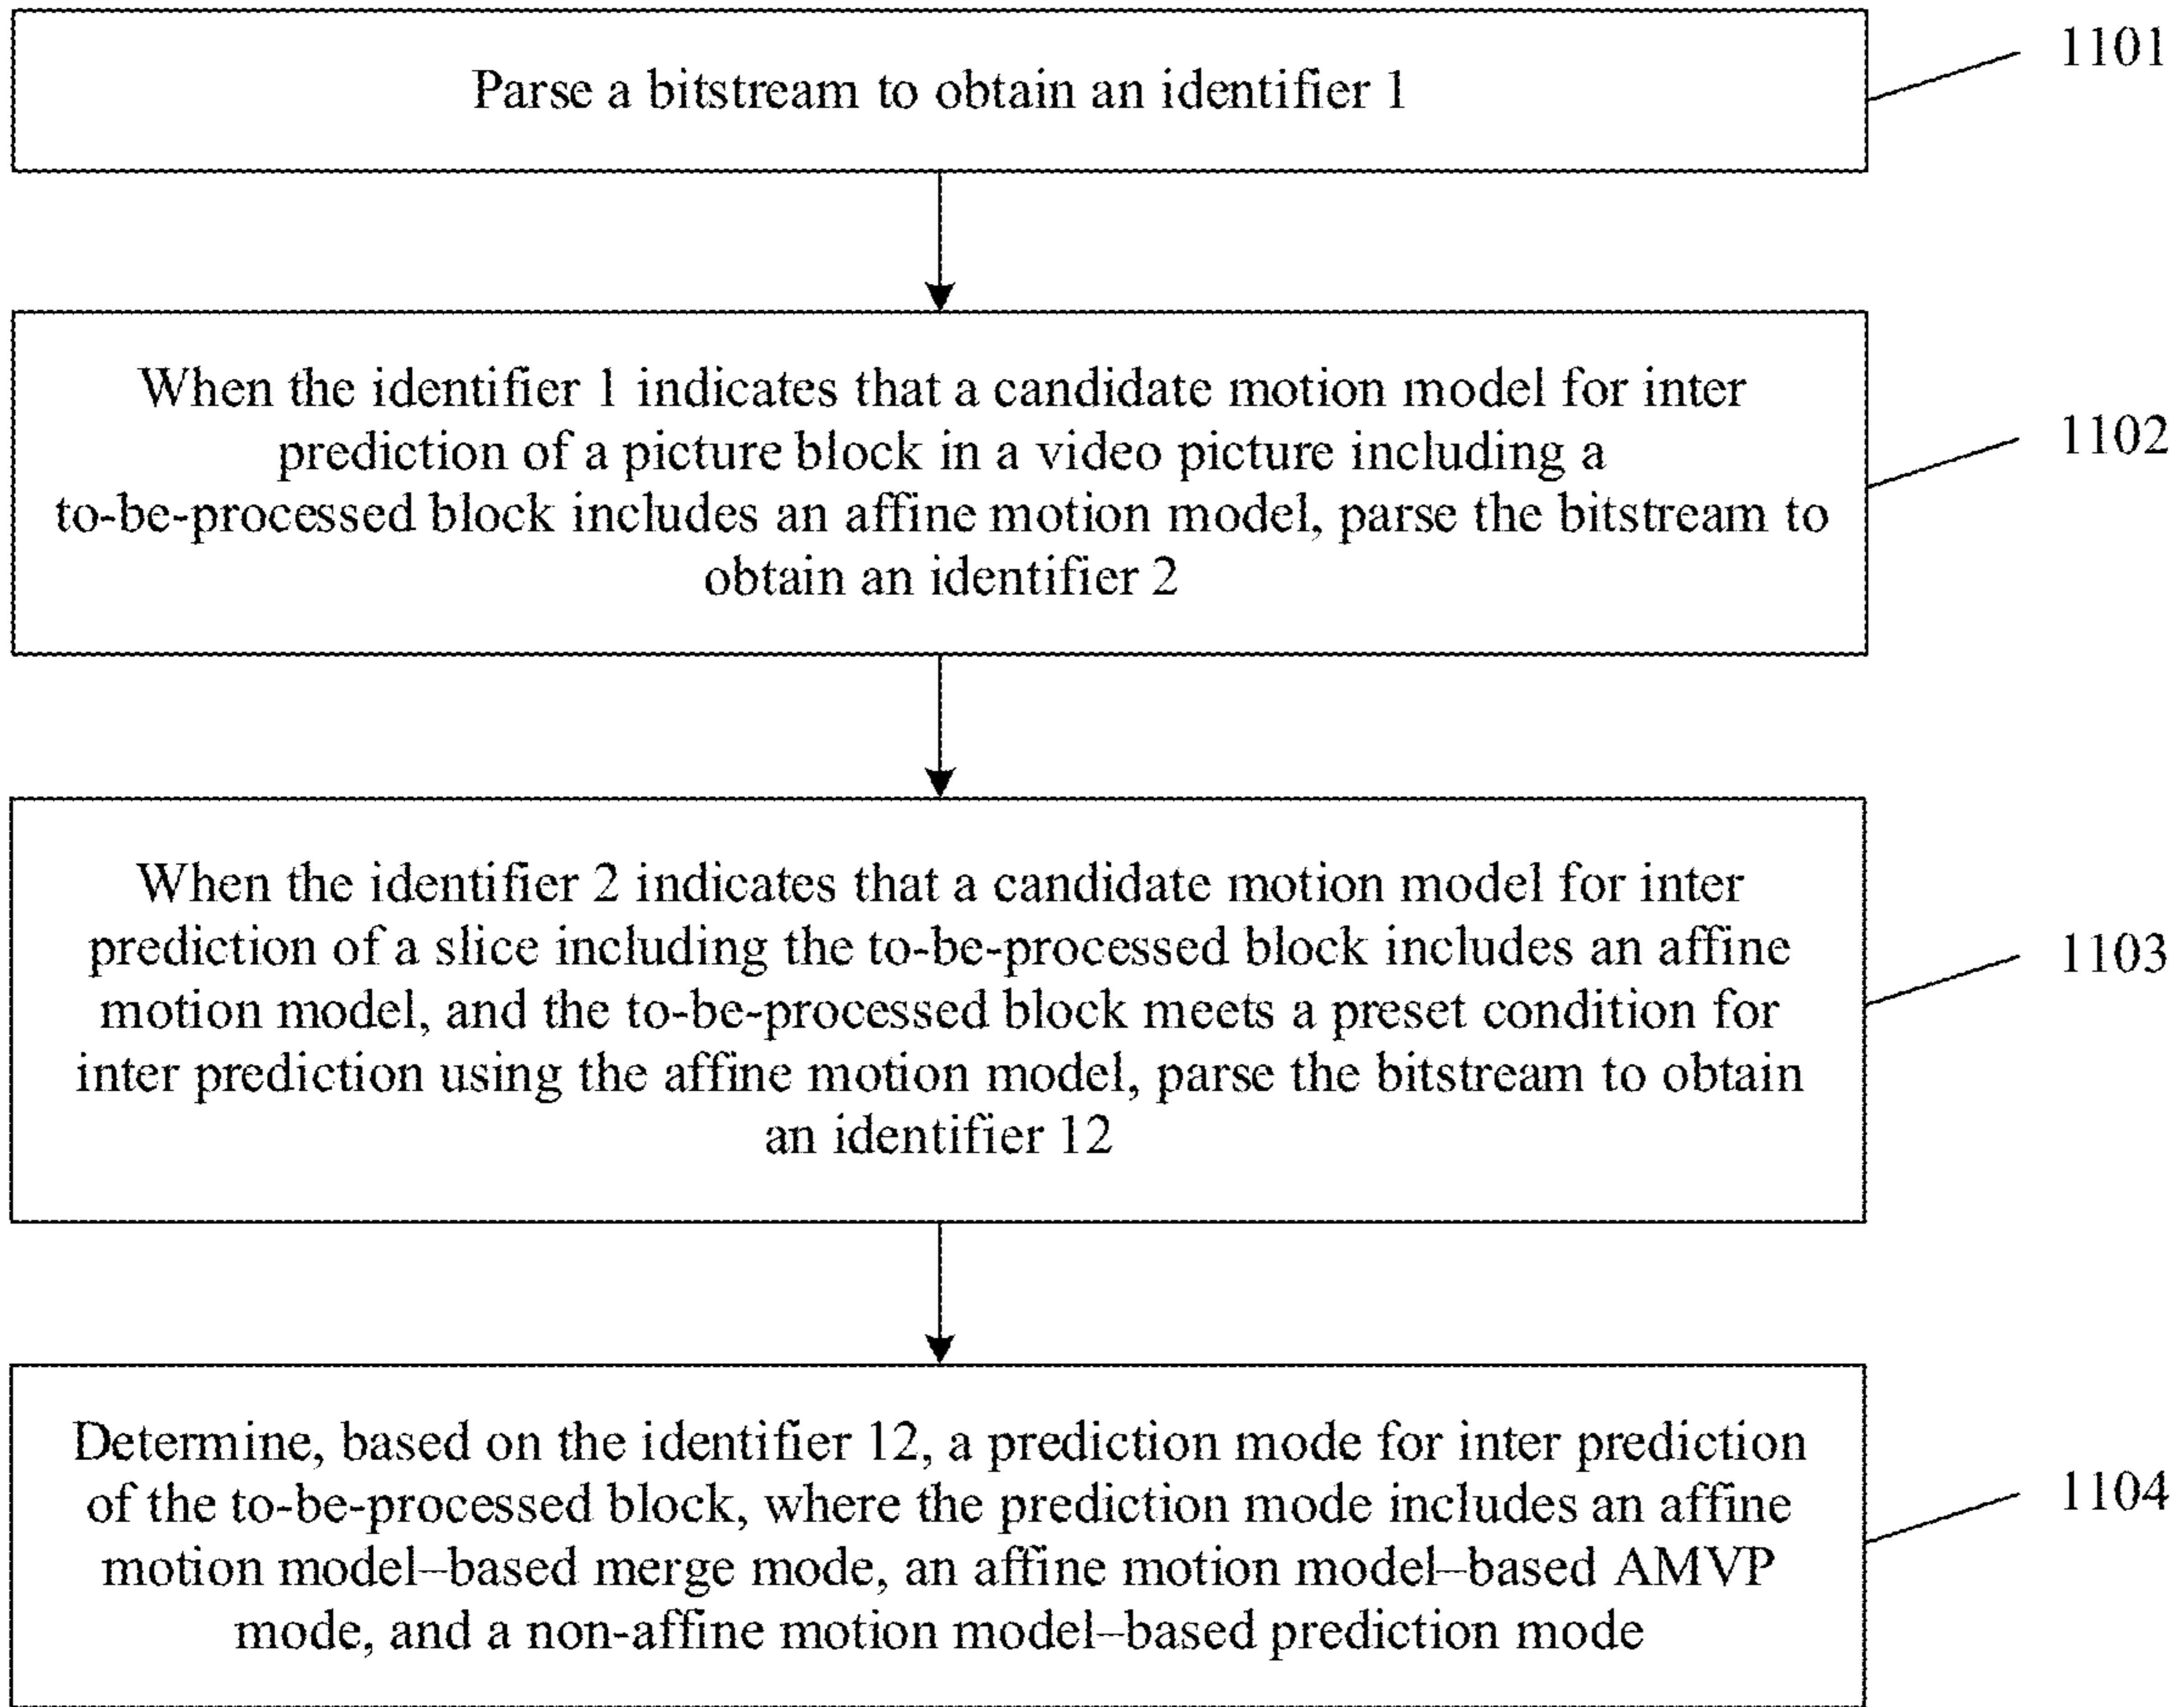 Parse a bitstream to obtain an identifier 1
1101
When the identifier 1 indicates that a candidate motion model for inter
prediction of a picture block in a video picture including a
to-be-processed block includes an affine motion model, parse the bitstream to
obtain an identifier 2
1102
When the identifier 2 indicates that a candidate motion model for inter
prediction of a slice including the to-be-processed block includes an affine
motion model, and the to-be-processed block meets a preset condition for
inter prediction using the affine motion model, parse the bitstream to obtain
an identifier 12
1103
Determine, based on the identifier 12, a prediction mode for inter prediction
of the to-be-processed block, where the prediction mode includes an affine
motion model–based merge mode, an affine motion model–based AMVP
mode, and a non-affine motion model–based prediction mode
1104